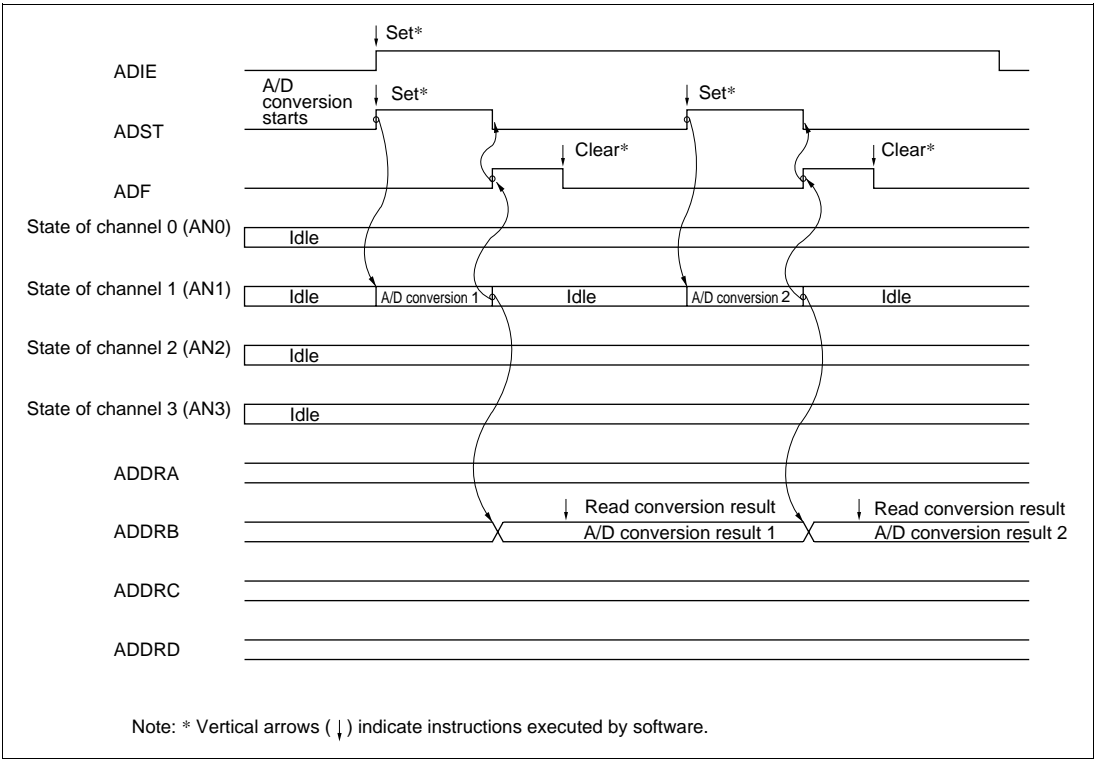 Set*
ADIE
A/D
conversion
starts
Set*
Set*
ADST
Clear*
Clear*
ADF
State of channel 0 (AN0)
Idle
State of channel 1 (AN1)
Idle
A/D conversion 1
Idle
A/D conversion 2
Idle
State of channel 2 (AN2)
Idle
State of channel 3 (AN3)
Idle
ADDRA
Read conversion result
Read conversion result
ADDRB
A/D conversion result 1
A/D conversion result 2
ADDRC
ADDRD
Note: * Vertical arrows (↓) indicate instructions executed by software.